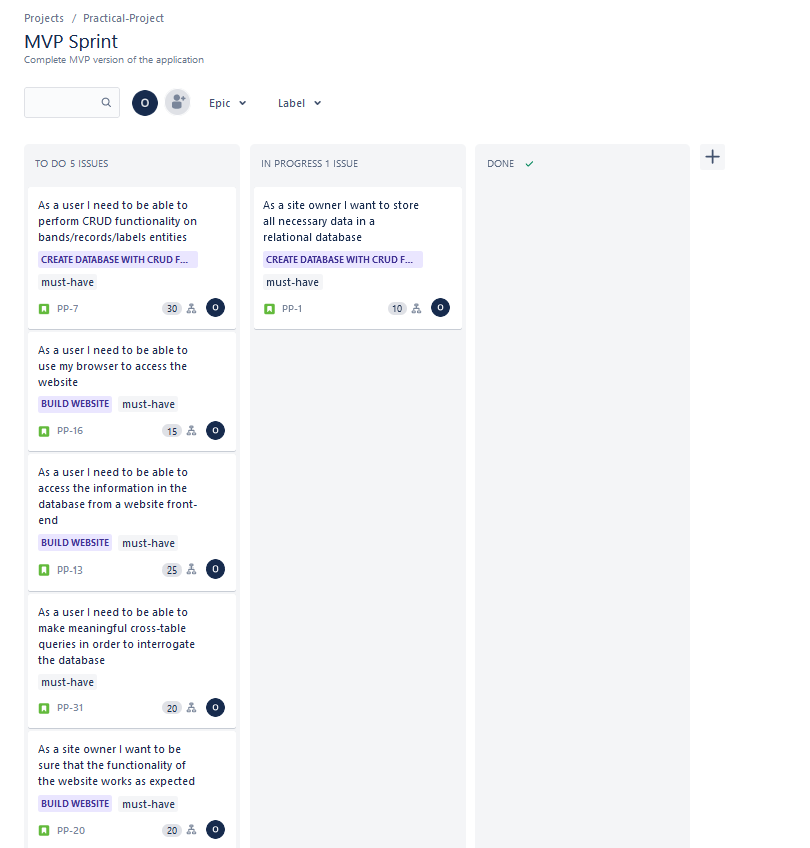 Projects / Practical-Project
MVP Sprint
Complete MVP version of the application
O
Epic
Label
TO DO 5 ISSUES
As a user I need to be able to
perform CRUD functionality on
bands/records/labels entities
CREATE DATABASE WITH CRUD F...
must-have
PP-7 30 O
As a user I need to be able to
use my browser to access the
website
BUILD WEBSITE must-have
PP-16 15 O
As a user I need to be able to
access the information in the
database from a website front-
end
BUILD WEBSITE must-have
PP-13 25 O
As a user I need to be able to
make meaningful cross-table
queries in order to interrogate
the database
must-have
PP-31 20 O
As a site owner I want to be
sure that the functionality of
the website works as expected
BUILD WEBSITE must-have
PP-20 20 O
IN PROGRESS 1 ISSUE
As a site owner I want to store
all necessary data in a
relational database
CREATE DATABASE WITH CRUD F...
must-have
PP-1 10 O
DONE